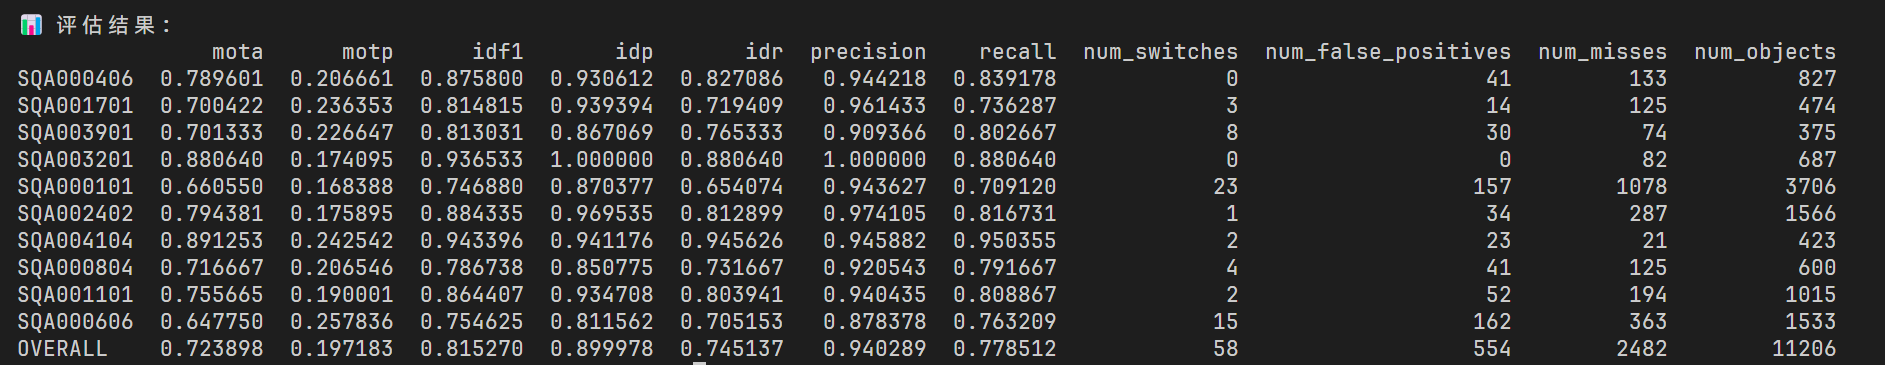 📊 评估结果:
mota motp idf1 idp idr precision recall num_switches num_false_positives num_misses num_objects
SQA000406 0.789601 0.206661 0.875800 0.930612 0.827086 0.944218 0.839178 0 41 133 827
SQA001701 0.700422 0.236353 0.814815 0.939394 0.719409 0.961433 0.736287 3 14 125 474
SQA003901 0.701333 0.226647 0.813031 0.867069 0.765333 0.909366 0.802667 8 30 74 375
SQA003201 0.880640 0.174095 0.936533 1.000000 0.880640 1.000000 0.880640 0 0 82 687
SQA000101 0.660550 0.168388 0.746880 0.870377 0.654074 0.943627 0.709120 23 157 1078 3706
SQA002402 0.794381 0.175895 0.884335 0.969535 0.812899 0.974105 0.816731 1 34 287 1566
SQA004104 0.891253 0.242542 0.943396 0.941176 0.945626 0.945882 0.950355 2 23 21 423
SQA000804 0.716667 0.206546 0.786738 0.850775 0.731667 0.920543 0.791667 4 41 125 600
SQA001101 0.755665 0.190001 0.864407 0.934708 0.803941 0.940435 0.808867 2 52 194 1015
SQA000606 0.647750 0.257836 0.754625 0.811562 0.705153 0.878378 0.763209 15 162 363 1533
OVERALL 0.723898 0.197183 0.815270 0.899978 0.745137 0.940289 0.778512 58 554 2482 11206